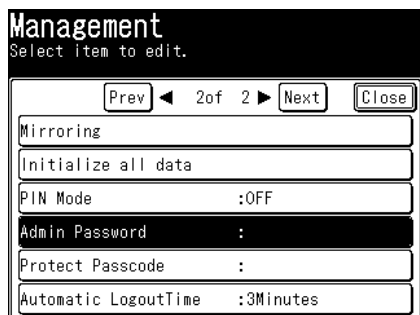 Management
Select item to edit.
Prev ◀ 2of 2 ▶ Next Close
Mirroring
Initialize all data
PIN Mode :OFF
Admin Password :
Protect Passcode :
Automatic LogoutTime :3Minutes